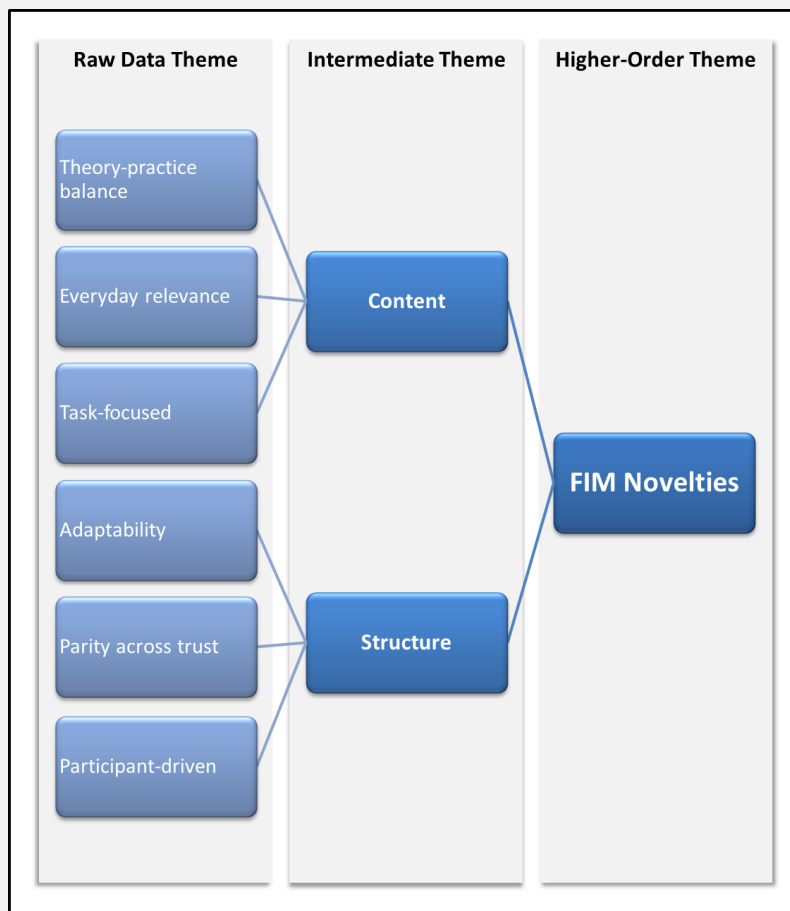 Raw Data Theme
Intermediate Theme
Higher-Order Theme
Theory-practice
balance
Everyday relevance
Task-focused
Adaptability
Parity across trust
Participant-driven
Content
Structure
FIM Novelties